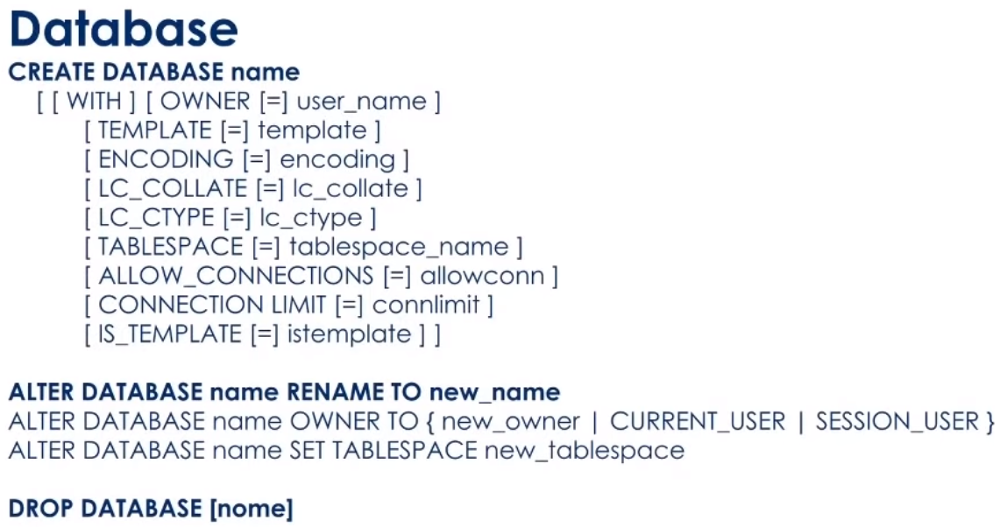 Database
CREATE DATABASE name
[ [ WITH ] [ OWNER [=] user_name ]
[ TEMPLATE [=] template ]
[ ENCODING [=] encoding ]
[ LC_COLLATE [=] lc_collate ]
[ LC_CTYPE [=] lc_ctype ]
[ TABLESPACE [=] tablespace_name ]
[ ALLOW_CONNECTIONS [=] allowconn ]
[ CONNECTION LIMIT [=] connlimit ]
[ IS_TEMPLATE [=] istemplate ] ]
ALTER DATABASE name RENAME TO new_name
ALTER DATABASE name OWNER TO { new_owner | CURRENT_USER | SESSION_USER }
ALTER DATABASE name SET TABLESPACE new_tablespace
DROP DATABASE [nome]